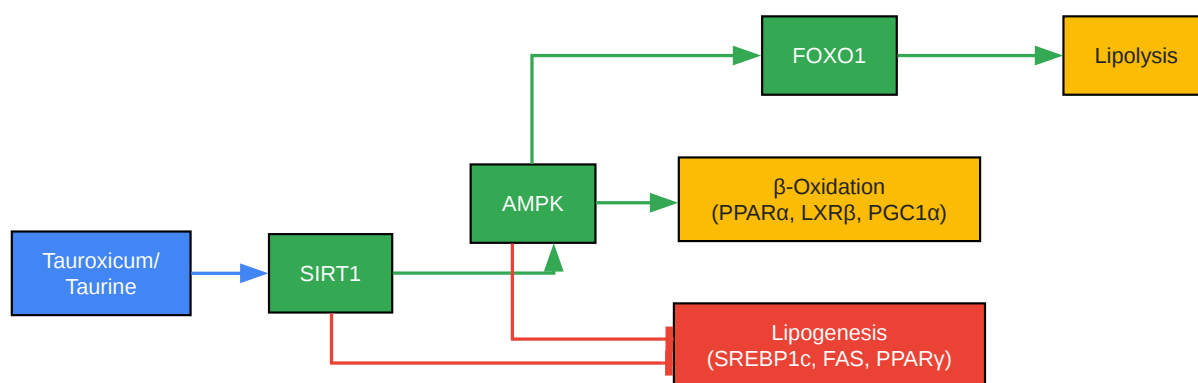 FOXO1
Lipolysis
AMPK
β-Oxidation
(PPARα, LXRβ, PGC1α)
Tauroxicum/
Taurine
SIRT1
Lipogenesis
(SREBP1c, FAS, PPARγ)